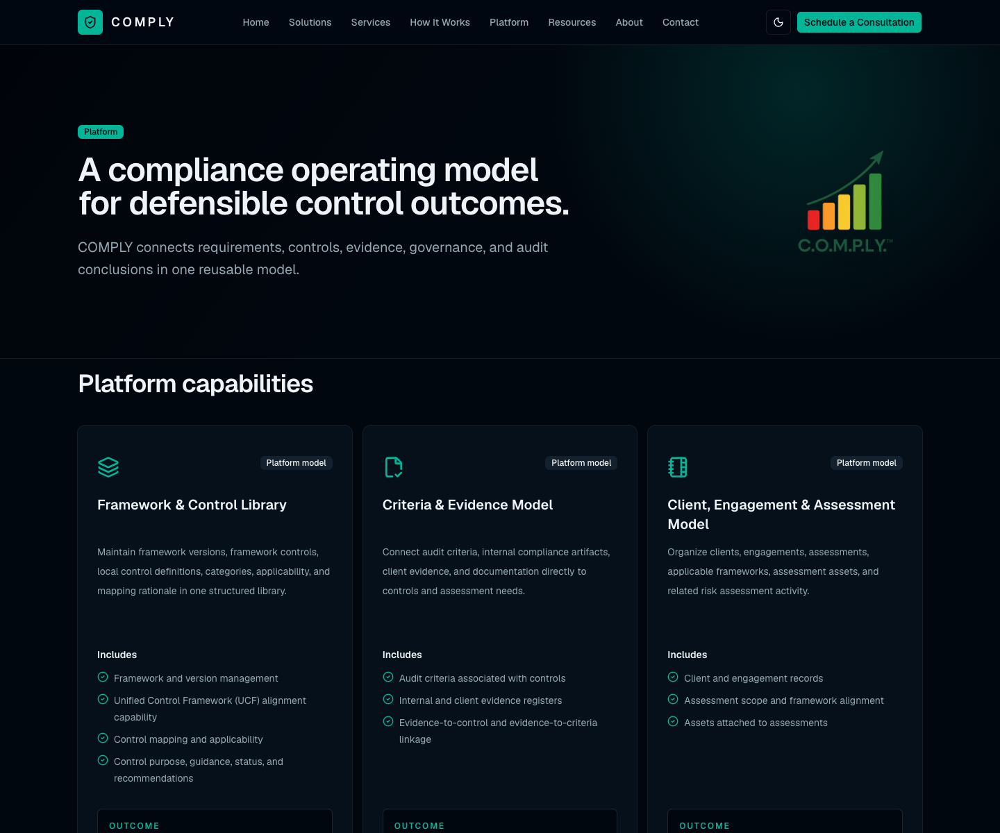 COMPLY
Home
Solutions
Services
How It Works
Platform
Resources
About
Contact
Schedule a Consultation
Platform
A compliance operating model
for defensible control outcomes.
COMPLY connects requirements, controls, evidence, governance, and audit
conclusions in one reusable model.
C.O.M.P.L.Y.™
Platform capabilities
Platform model
Framework & Control Library
Maintain framework versions, framework controls,
local control definitions, categories, applicability, and
mapping rationale in one structured library.
Includes
Framework and version management
Unified Control Framework (UCF) alignment
capability
Control mapping and applicability
Control purpose, guidance, status, and
recommendations
OUTCOME
Platform model
Criteria & Evidence Model
Connect audit criteria, internal compliance artifacts,
client evidence, and documentation directly to
controls and assessment needs.
Includes
Audit criteria associated with controls
Internal and client evidence registers
Evidence-to-control and evidence-to-criteria
linkage
OUTCOME
Platform model
Client, Engagement & Assessment
Model
Organize clients, engagements, assessments,
applicable frameworks, assessment assets, and
related risk assessment activity.
Includes
Client and engagement records
Assessment scope and framework alignment
Assets attached to assessments
OUTCOME